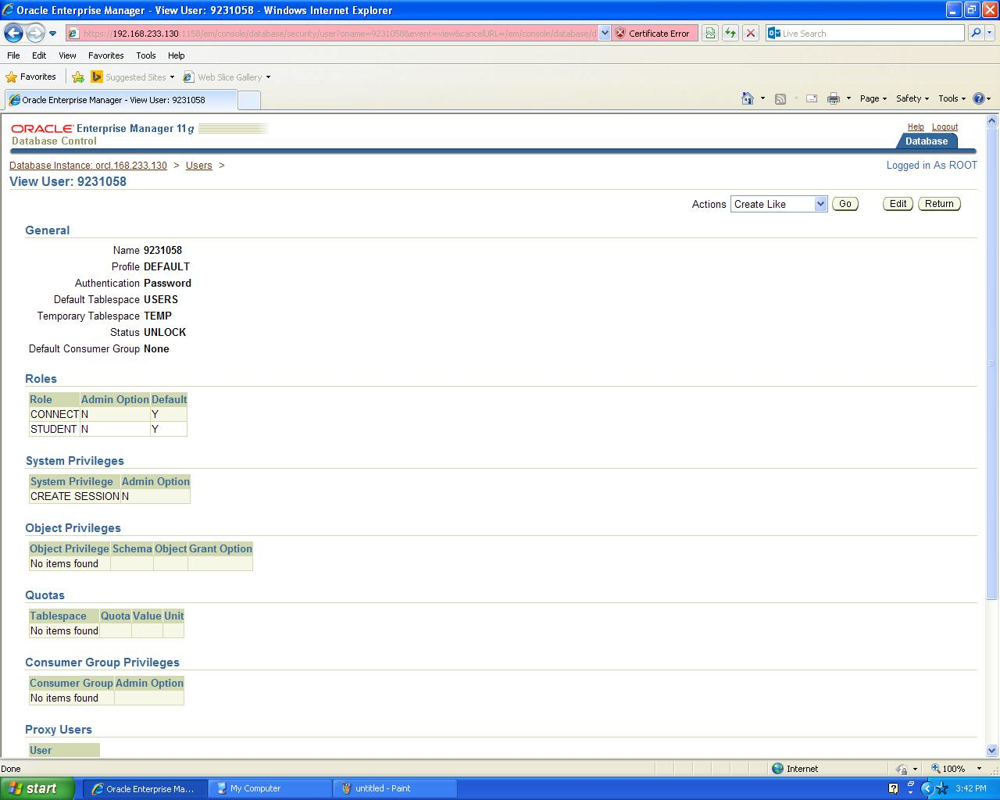 Oracle Enterprise Manager - View User: 9231058 - Windows Internet Explorer
https://192.168.233.130:1158/em/console/database/security/user?oname=9231058&event=view&cancelURL=/em/console/database/d Certificate Error Live Search
File Edit View Favorites Tools Help
Favorites Suggested Sites Web Slice Gallery
Oracle Enterprise Manager - View User: 9231058 Page Safety Tools
ORACLE Enterprise Manager 11g Help Logout
Database Control Database
Database Instance: orcl.168.233.130 > Users > Logged in As ROOT
View User: 9231058
Actions Create Like Go Edit Return
General
Name 9231058
Profile DEFAULT
Authentication Password
Default Tablespace USERS
Temporary Tablespace TEMP
Status UNLOCK
Default Consumer Group None
Roles
Role Admin Option Default
CONNECT N Y
STUDENT N Y
System Privileges
System Privilege Admin Option
CREATE SESSION N
Object Privileges
Object Privilege Schema Object Grant Option
No items found
Quotas
Tablespace Quota Value Unit
No items found
Consumer Group Privileges
Consumer Group Admin Option
No items found
Proxy Users
User
Done Internet 100%
start Oracle Enterprise Ma... My Computer untitled - Paint 3:42 PM